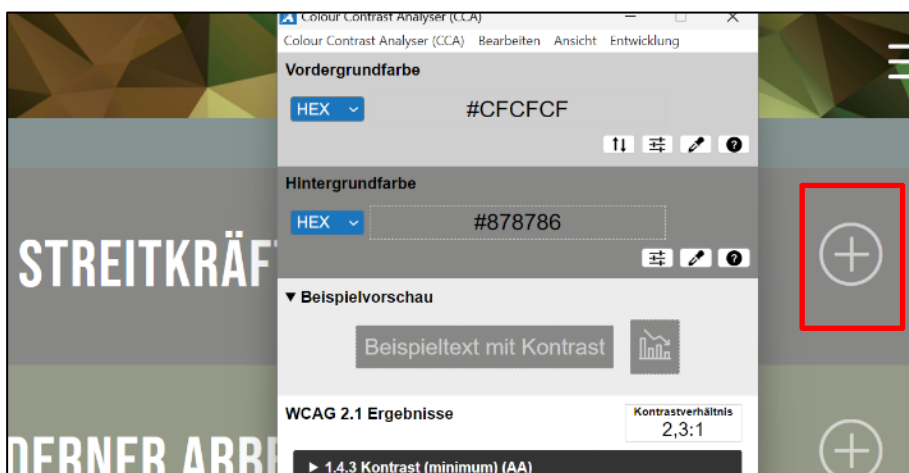 Colour Contrast Analyser (CCA)
Colour Contrast Analyser (CCA) Bearbeiten Ansicht Entwicklung
Vordergrundfarbe
HEX #CFCFCF
Hintergrundfarbe
HEX #878786
STREITKRÄF
▼ Beispielvorschau
Beispieltext mit Kontrast
WCAG 2.1 Ergebnisse
Kontrastverhältnis
2,3:1
DERNER ARBE
▶ 1.4.3 Kontrast (minimum) (AA)